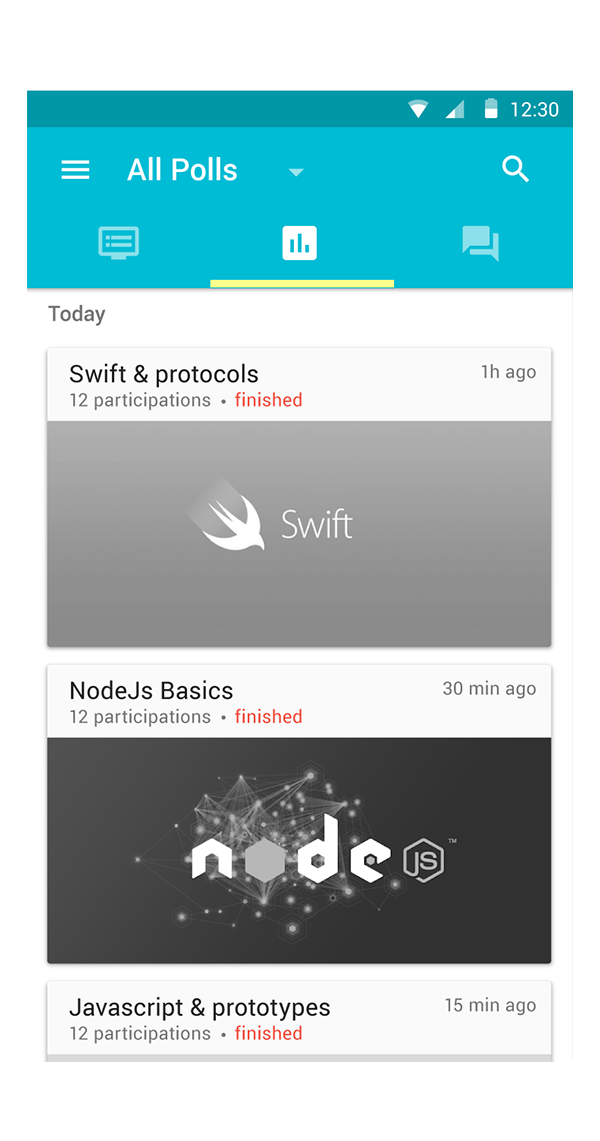 12:30
All Polls
Today
Swift & protocols
1h ago
12 participations • finished
Swift
NodeJs Basics
30 min ago
12 participations • finished
node JS ™
Javascript & prototypes
15 min ago
12 participations • finished